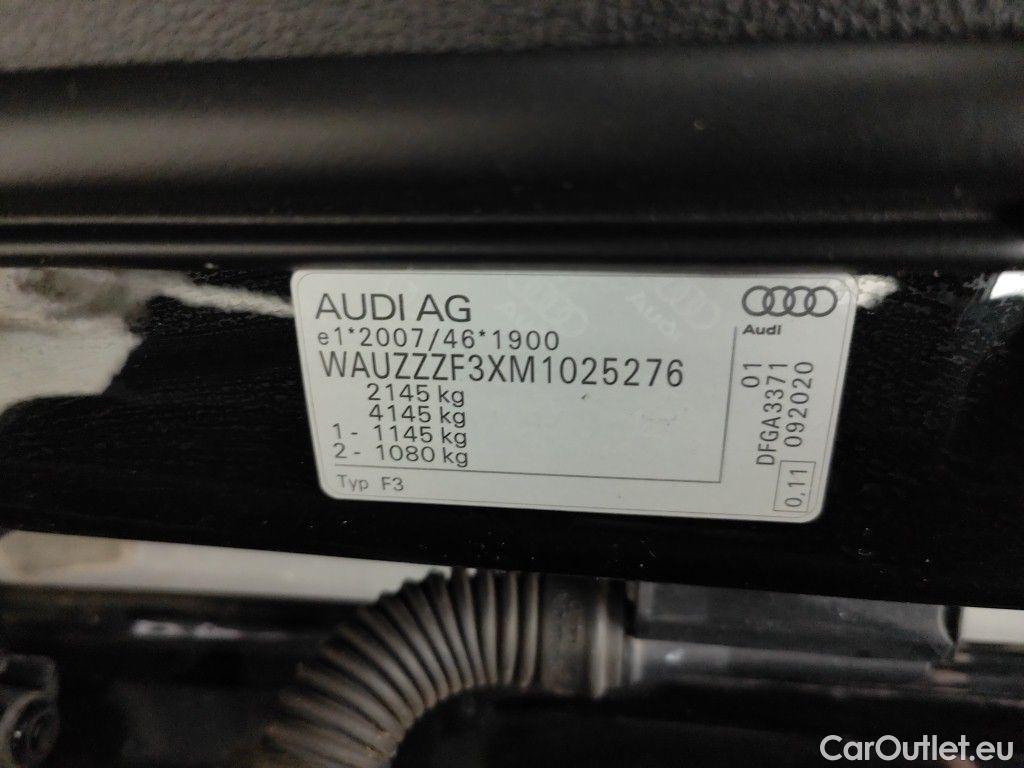 AUDI AG
e1*2007/46*1900
WAUZZZF3XM1025276
2145 kg
4145 kg
1 - 1145 kg
2 - 1080 kg
Typ F3
Audi
01
DFGA3371
092020
0,11
Audi
CarOutlet.eu